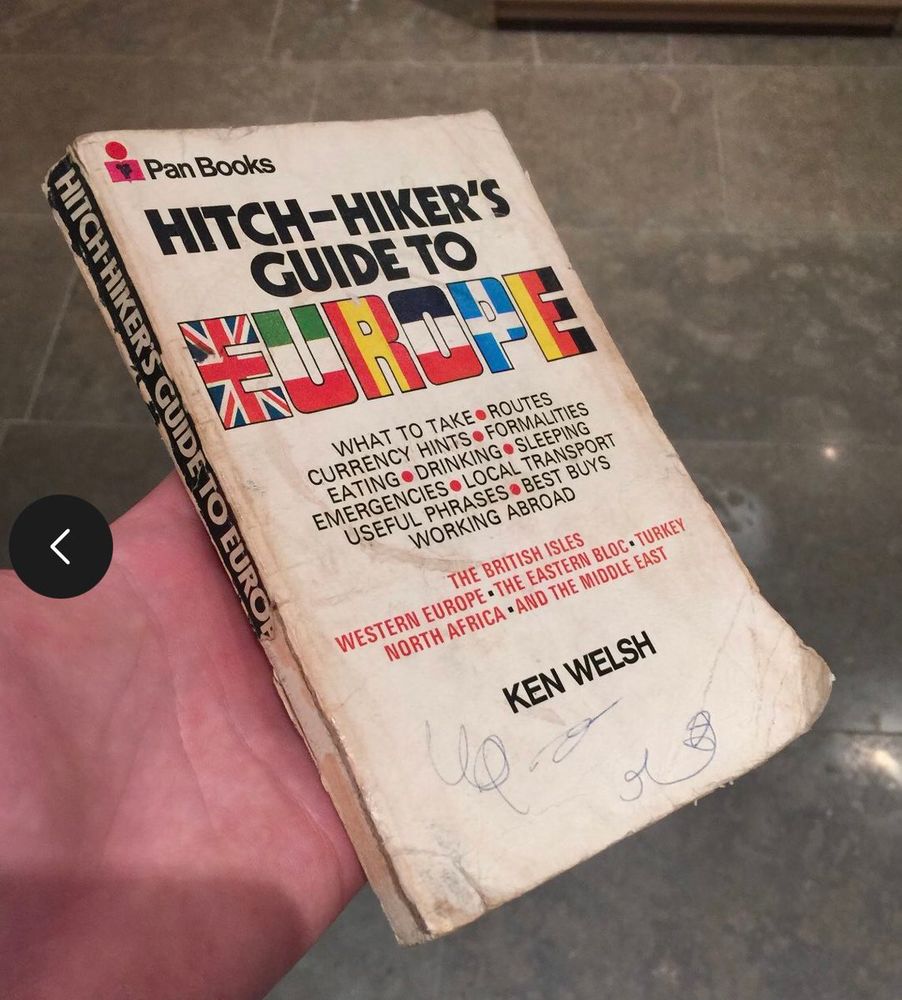 Pan Books
HITCH-HIKER'S
GUIDE TO
EUROPE
WHAT TO TAKE•ROUTES
CURRENCY HINTS•FORMALITIES
EATING•DRINKING•SLEEPING
EMERGENCIES•LOCAL TRANSPORT
USEFUL PHRASES•BEST BUYS
WORKING ABROAD
THE BRITISH ISLES
WESTERN EUROPE▪THE EASTERN BLOC▪TURKEY
NORTH AFRICA▪AND THE MIDDLE EAST
KEN WELSH
HITCH-HIKER'S GUIDE TO EUROP